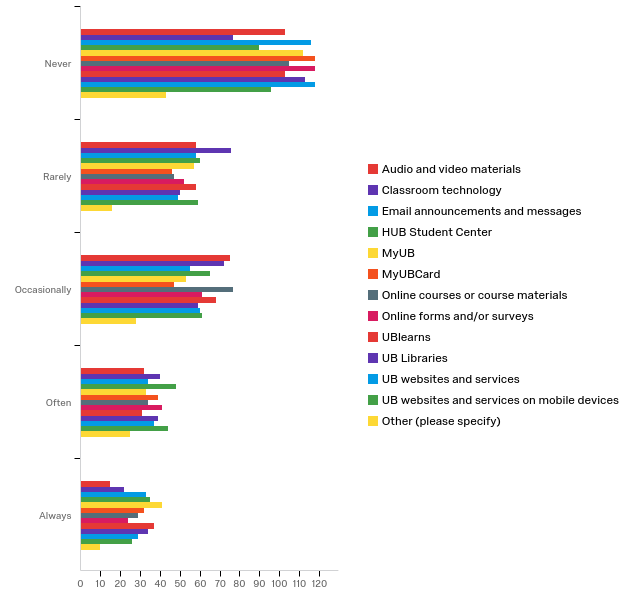 Never
Rarely
Occasionally
Often
Always
0 10 20 30 40 50 60 70 80 90 100 110 120
Audio and video materials
Classroom technology
Email announcements and messages
HUB Student Center
MyUB
MyUBCard
Online courses or course materials
Online forms and/or surveys
UBlearns
UB Libraries
UB websites and services
UB websites and services on mobile devices
Other (please specify)